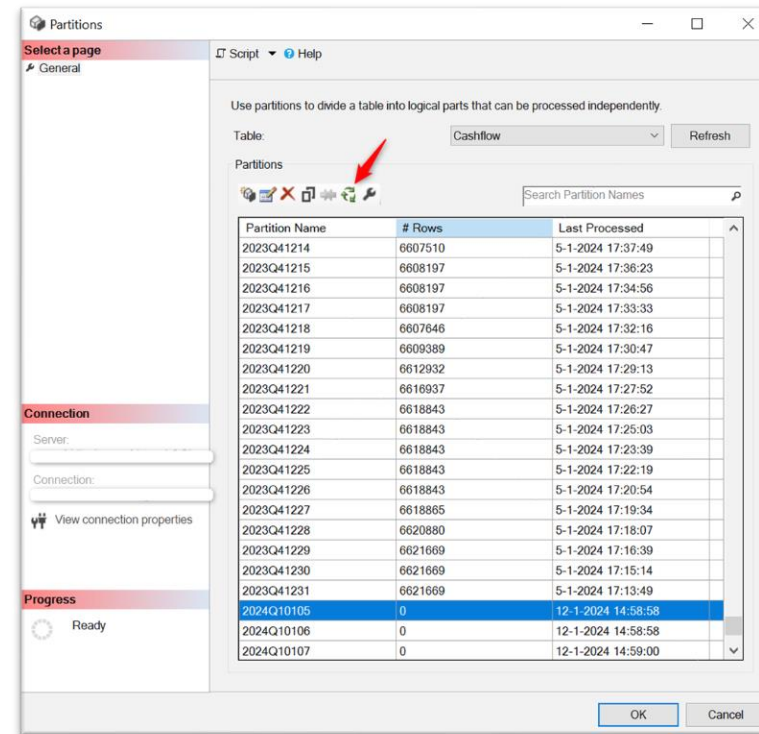 Partitions
Select a page
General
Script Help
Use partitions to divide a table into logical parts that can be processed independently.
Table: Cashflow Refresh
Partitions
Search Partition Names
Partition Name # Rows Last Processed
2023Q41214 6607510 5-1-2024 17:37:49
2023Q41215 6608197 5-1-2024 17:36:23
2023Q41216 6608197 5-1-2024 17:34:56
2023Q41217 6608197 5-1-2024 17:33:33
2023Q41218 6607646 5-1-2024 17:32:16
2023Q41219 6609389 5-1-2024 17:30:47
2023Q41220 6612932 5-1-2024 17:29:13
2023Q41221 6616937 5-1-2024 17:27:52
2023Q41222 6618843 5-1-2024 17:26:27
2023Q41223 6618843 5-1-2024 17:25:03
2023Q41224 6618843 5-1-2024 17:23:39
2023Q41225 6618843 5-1-2024 17:22:19
2023Q41226 6618843 5-1-2024 17:20:54
2023Q41227 6618865 5-1-2024 17:19:34
2023Q41228 6620880 5-1-2024 17:18:07
2023Q41229 6621669 5-1-2024 17:16:39
2023Q41230 6621669 5-1-2024 17:15:14
2023Q41231 6621669 5-1-2024 17:13:49
2024Q10105 0 12-1-2024 14:58:58
2024Q10106 0 12-1-2024 14:58:58
2024Q10107 0 12-1-2024 14:59:00
Connection
Server:
Connection:
View connection properties
Progress
Ready
OK Cancel